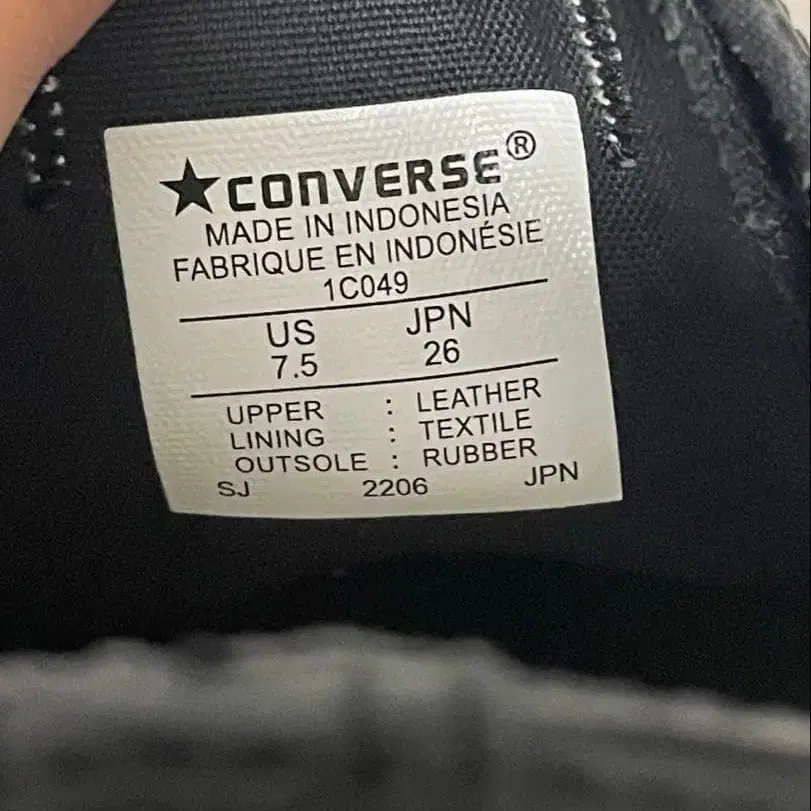 ★CONVERSE®
MADE IN INDONESIA
FABRIQUE EN INDONÉSIE
1C049
US JPN
7.5 26
UPPER : LEATHER
LINING : TEXTILE
OUTSOLE : RUBBER
SJ 2206 JPN